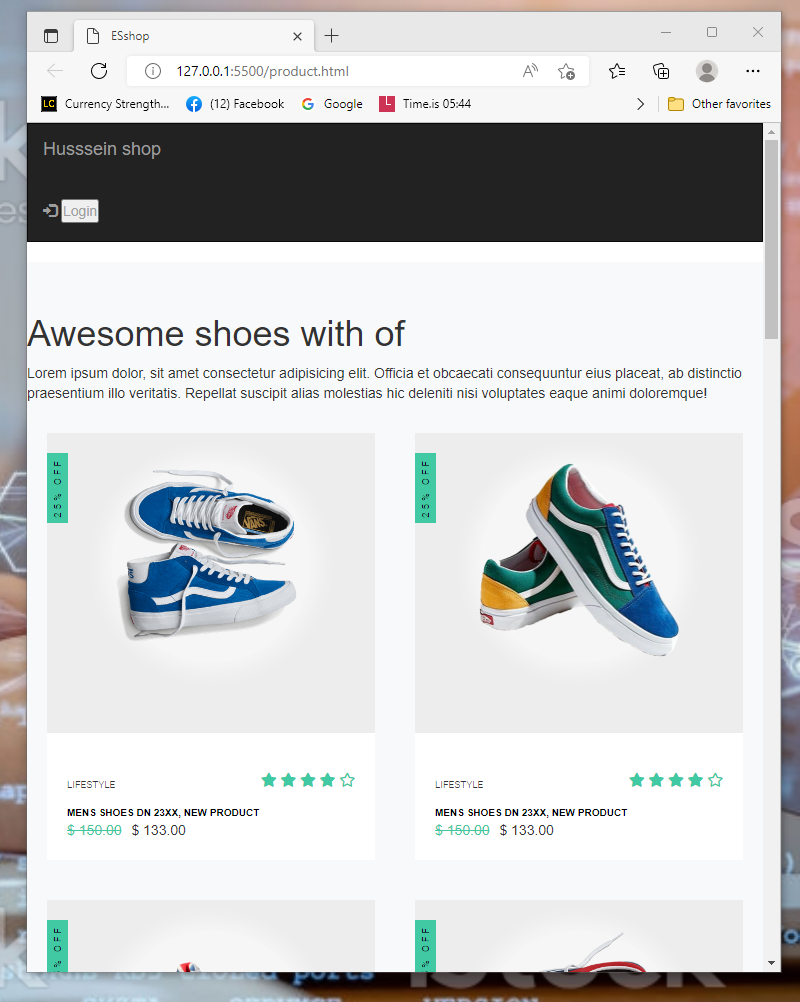 ESshop
127.0.0.1:5500/product.html
LC Currency Strength...
(12) Facebook
Google
Time.is 05:44
Other favorites
Husssein shop
Login
Awesome shoes with of
Lorem ipsum dolor, sit amet consectetur adipisicing elit. Officia et obcaecati consequuntur eius placeat, ab distinctio
praesentium illo veritatis. Repellat suscipit alias molestias hic deleniti nisi voluptates eaque animi doloremque!
25% OFF
VANS
25% OFF
LIFESTYLE
MENS SHOES DN 23XX, NEW PRODUCT
$ 150.00 $ 133.00
LIFESTYLE
MENS SHOES DN 23XX, NEW PRODUCT
$ 150.00 $ 133.00
% OFF
% OFF
ports